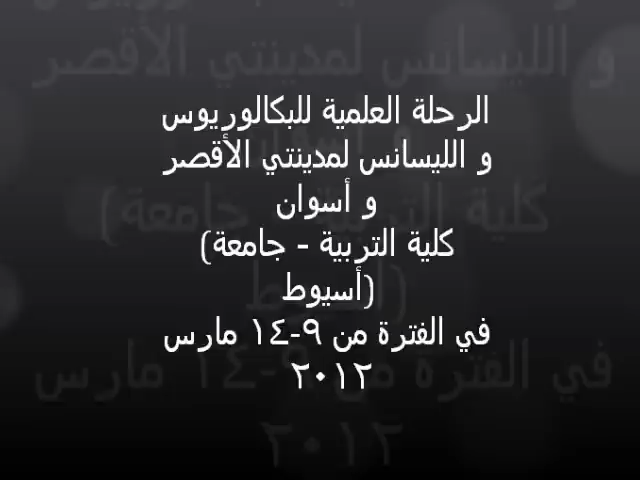 الرحلة العلمية للبكالوريوس
و الليسانس لمدينتي الأقصر
و أسوان
(كلية التربية - جامعة
أسيوط)
في الفترة من ٩-١٤ مارس
٢٠١٢